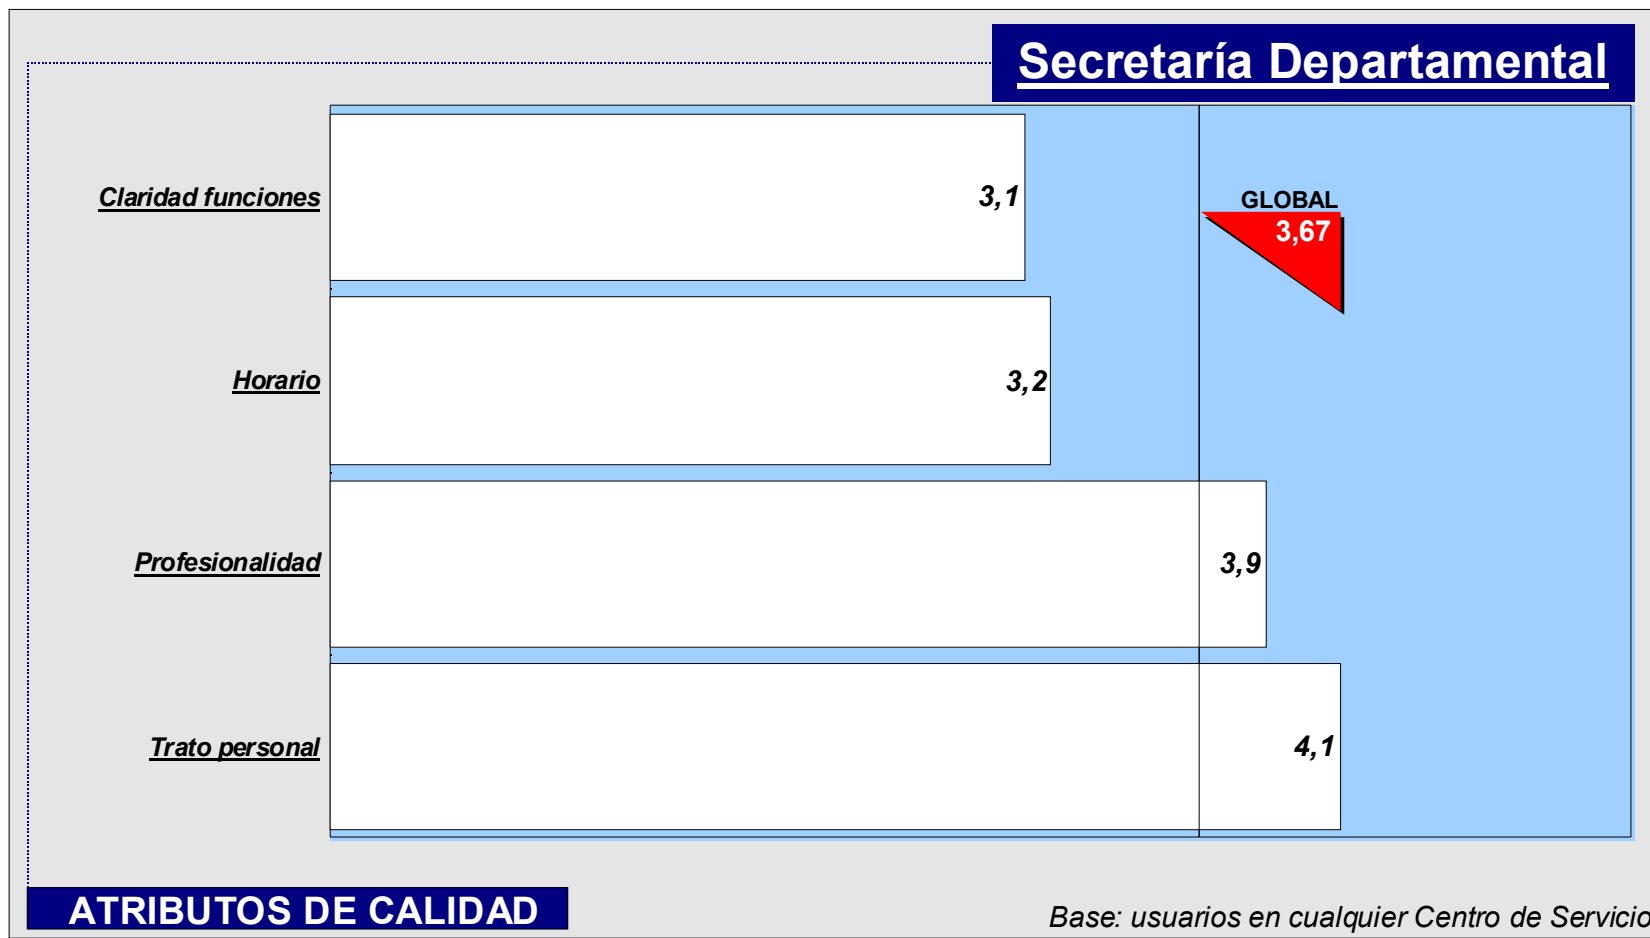 Secretaría Departamental
Claridad funciones
3,1
GLOBAL
3,67
Horario
3,2
Profesionalidad
3,9
Trato personal
4,1
ATRIBUTOS DE CALIDAD
Base: usuarios en cualquier Centro de Servicio